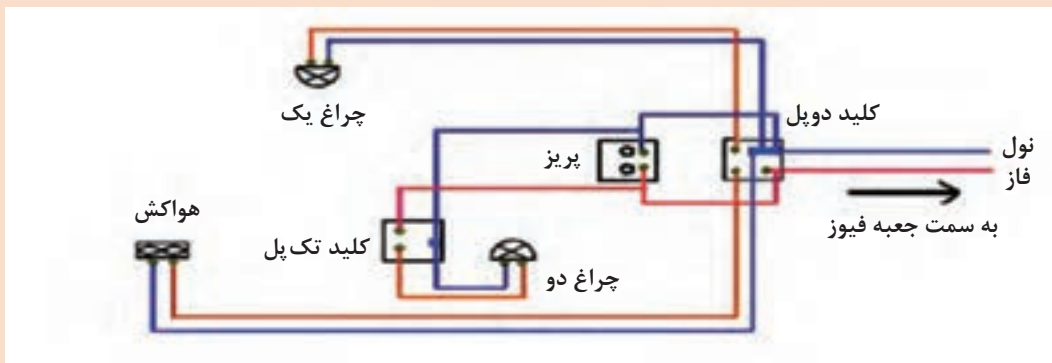 چراغ یک
کلید دوپل
نول
فاز
پریز
به سمت جعبه فیوز
هواکش
کلید تک‌پل
چراغ دو